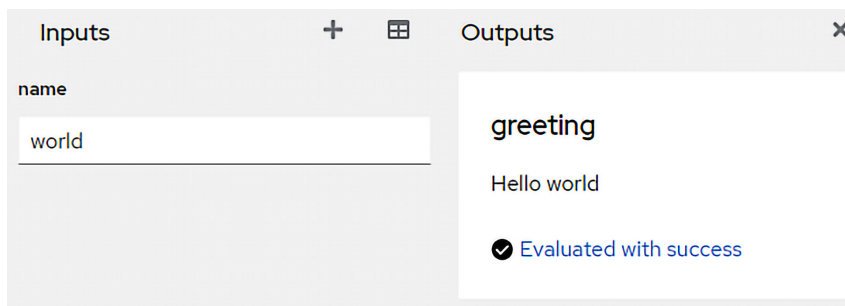 Inputs
name
world
Outputs
greeting
Hello world
Evaluated with success